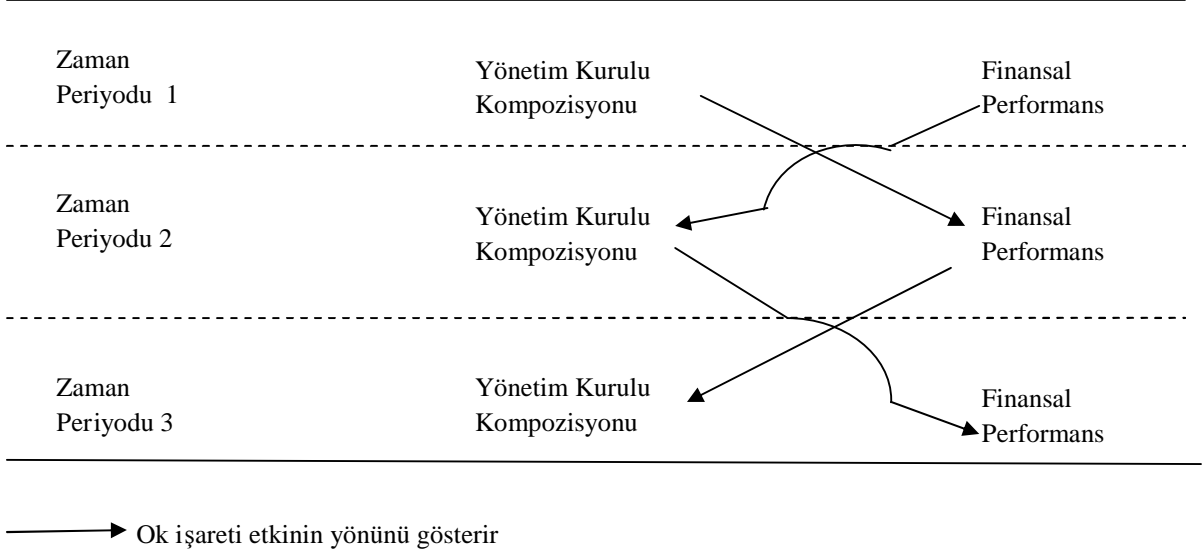 Zaman
Periyodu 1
Yönetim Kurulu
Kompozisyonu
Finansal
Performans
Zaman
Periyodu 2
Yönetim Kurulu
Kompozisyonu
Finansal
Performans
Zaman
Periyodu 3
Yönetim Kurulu
Kompozisyonu
Finansal
Performans
Ok işareti etkinin yönünü gösterir